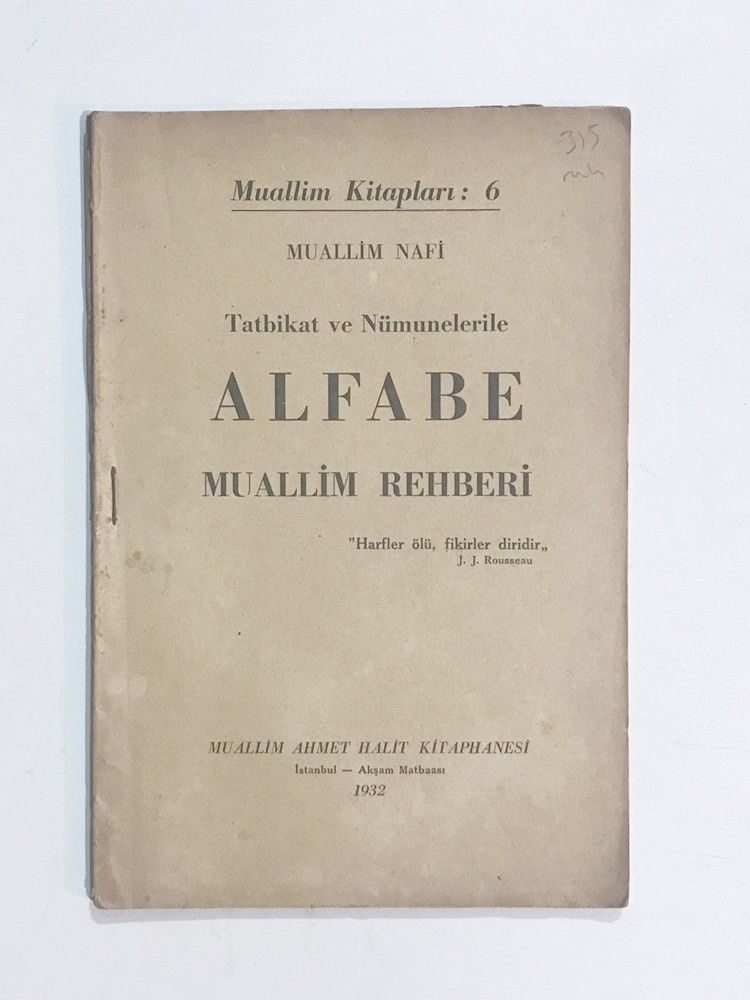 315
Muallim Kitapları: 6
MUALLİM NAFİ
Tatbikat ve Nümunelerile
ALFABE
MUALLİM REHBERİ
"Harfler ölü, fikirler diridir„
J. J. Rousseau
MUALLİM AHMET HALİT KİTAPHANESİ
İstanbul — Akşam Matbaası
1932